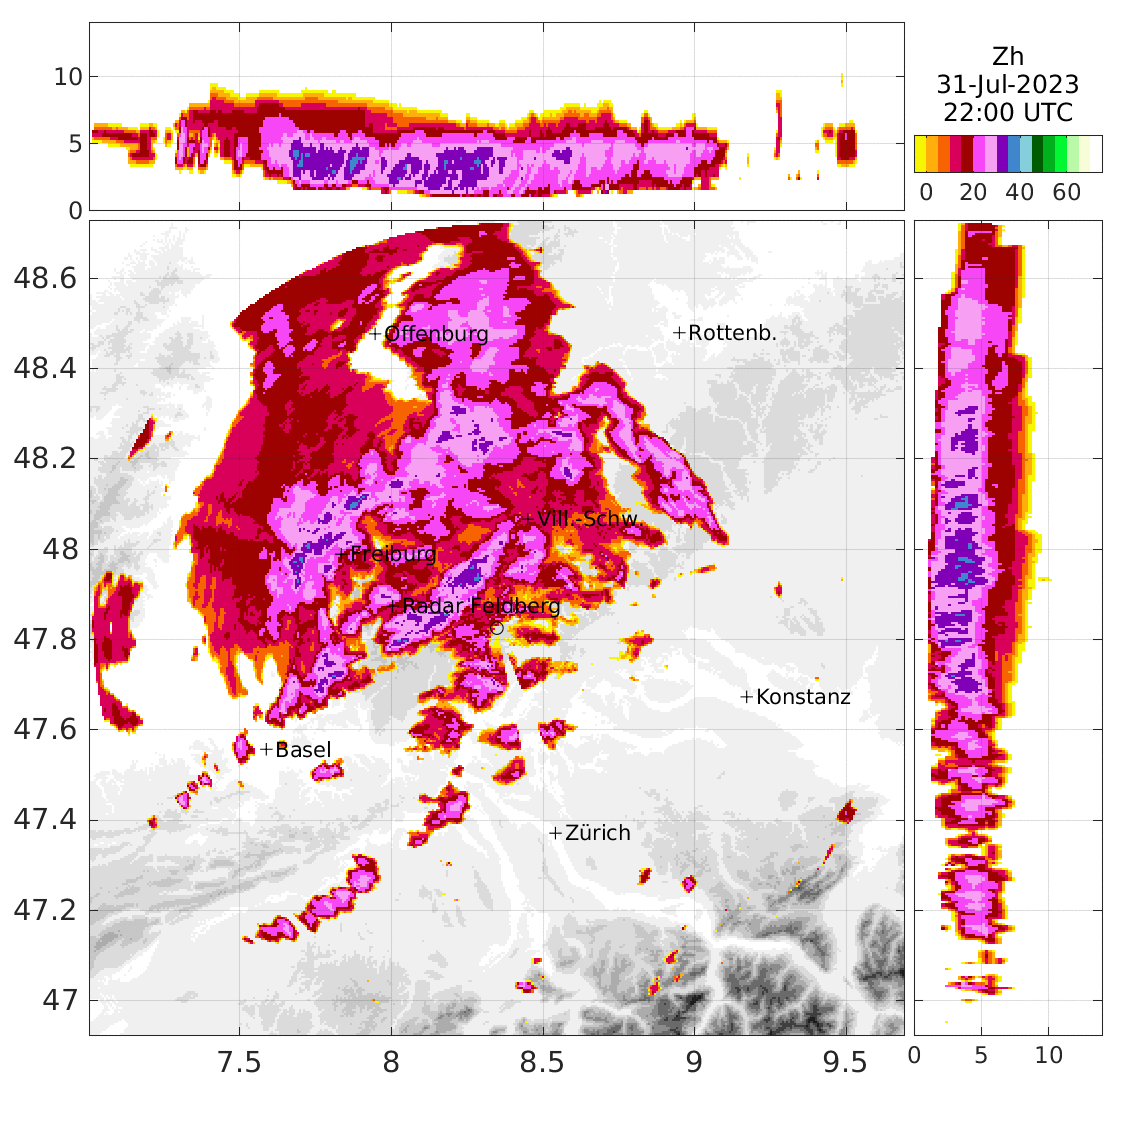 10
5
0
Zh
31-Jul-2023
22:00 UTC
0 20 40 60
48.6
48.4
48.2
48
47.8
47.6
47.4
47.2
47
+Offenburg
+Rottenb.
+Vill.-Schw.
+Freiburg
+Radar Feldberg
+Konstanz
+Basel
+Zürich
7.5 8 8.5 9 9.5
0 5 10